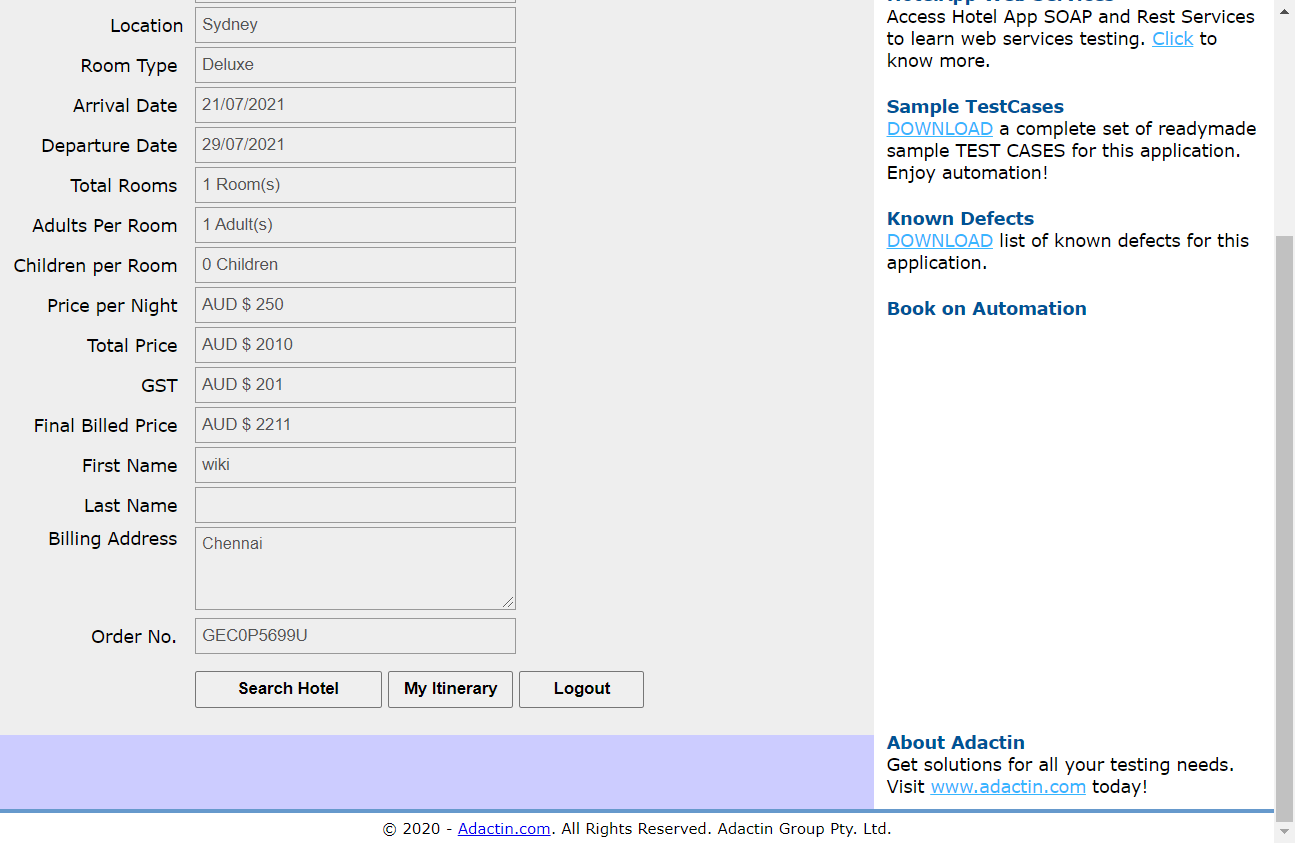 Location Sydney
Room Type Deluxe
Arrival Date 21/07/2021
Departure Date 29/07/2021
Total Rooms 1 Room(s)
Adults Per Room 1 Adult(s)
Children per Room 0 Children
Price per Night AUD $ 250
Total Price AUD $ 2010
GST AUD $ 201
Final Billed Price AUD $ 2211
First Name wiki
Last Name
Billing Address Chennai
Order No. GEC0P5699U
Search Hotel My Itinerary Logout
HotelApp Web Services
Access Hotel App SOAP and Rest Services
to learn web services testing. Click to
know more.
Sample TestCases
DOWNLOAD a complete set of readymade
sample TEST CASES for this application.
Enjoy automation!
Known Defects
DOWNLOAD list of known defects for this
application.
Book on Automation
About Adactin
Get solutions for all your testing needs.
Visit www.adactin.com today!
© 2020 - Adactin.com. All Rights Reserved. Adactin Group Pty. Ltd.